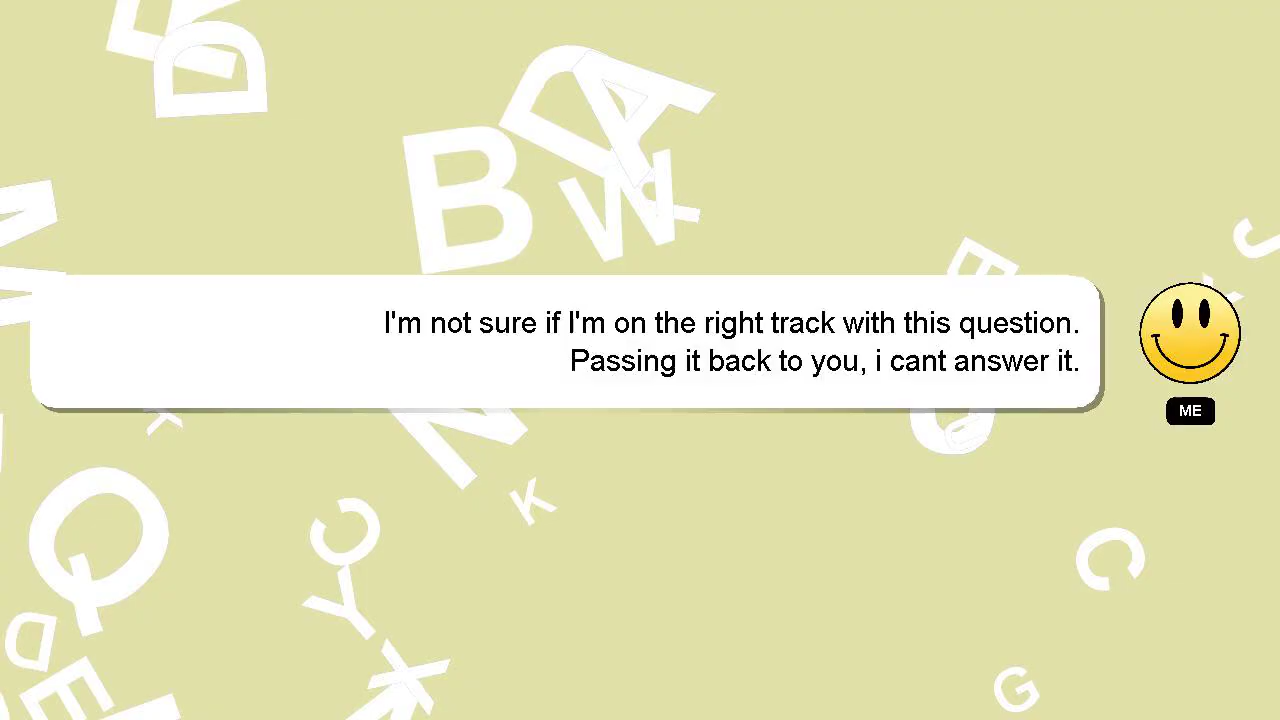 I'm not sure if I'm on the right track with this question.
Passing it back to you, i cant answer it.
ME